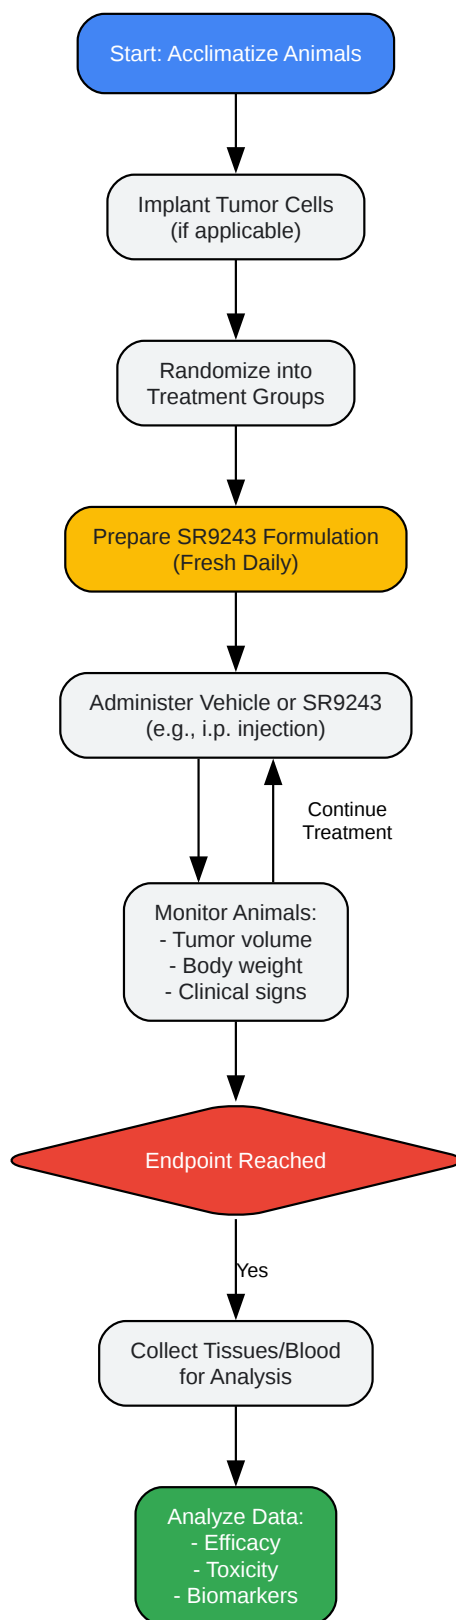 Start: Acclimatize Animals
Implant Tumor Cells
(if applicable)
Randomize into
Treatment Groups
Prepare SR9243 Formulation
(Fresh Daily)
Administer Vehicle or SR9243
(e.g., i.p. injection)
Continue
Treatment
Monitor Animals:
- Tumor volume
- Body weight
- Clinical signs
Endpoint Reached
Yes
Collect Tissues/Blood
for Analysis
Analyze Data:
- Efficacy
- Toxicity
- Biomarkers